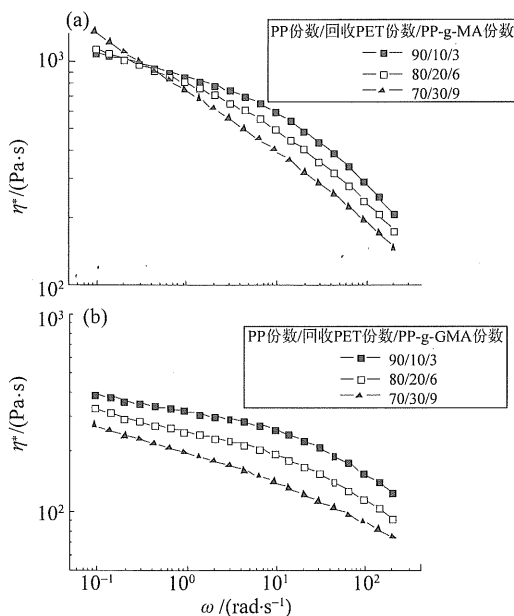 (a)
PP份数/回收PET份数/PP-g-MA份数
90/10/3
80/20/6
70/30/9
10³
η*/(Pa·s)
10²
(b)
10³
PP份数/回收PET份数/PP-g-GMA份数
90/10/3
80/20/6
70/30/9
η*/(Pa·s)
10²
10⁻¹ 10⁰ 10¹ 10²
ω/(rad·s⁻¹)